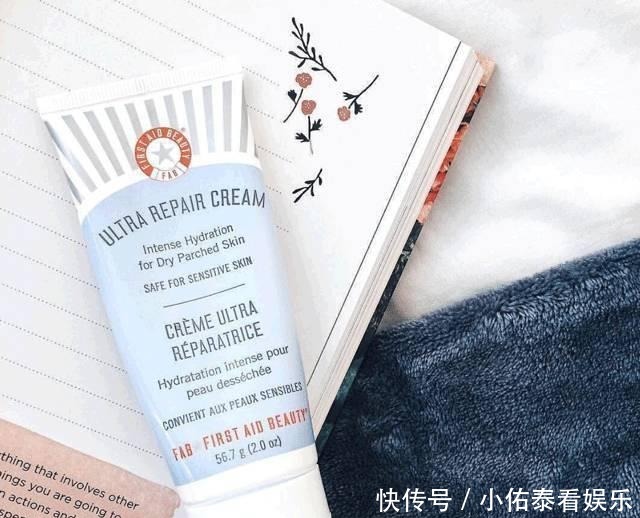 FIRST AID BEAUTY
FAB
ULTRA REPAIR CREAM
Intense Hydration
for Dry Parched Skin
SAFE FOR SENSITIVE SKIN
CRÈME ULTRA
RÉPARATRICE
Hydratation intense pour
peau desséchée
CONVIENT AUX PEAUX SENSIBLES
FAB FIRST AID BEAUTY®
56.7 g (2.0 oz)
thing that involves other
ings you are going to
n actions and
快传号 / 小佑泰看娱乐